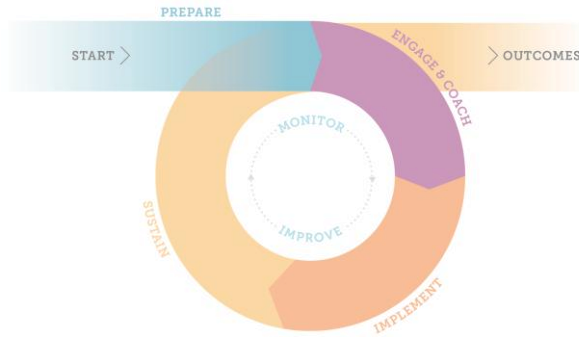 PREPARE
START
ENGAGE & COACH
OUTCOMES
MONITOR
IMPROVE
SUSTAIN
IMPLEMENT